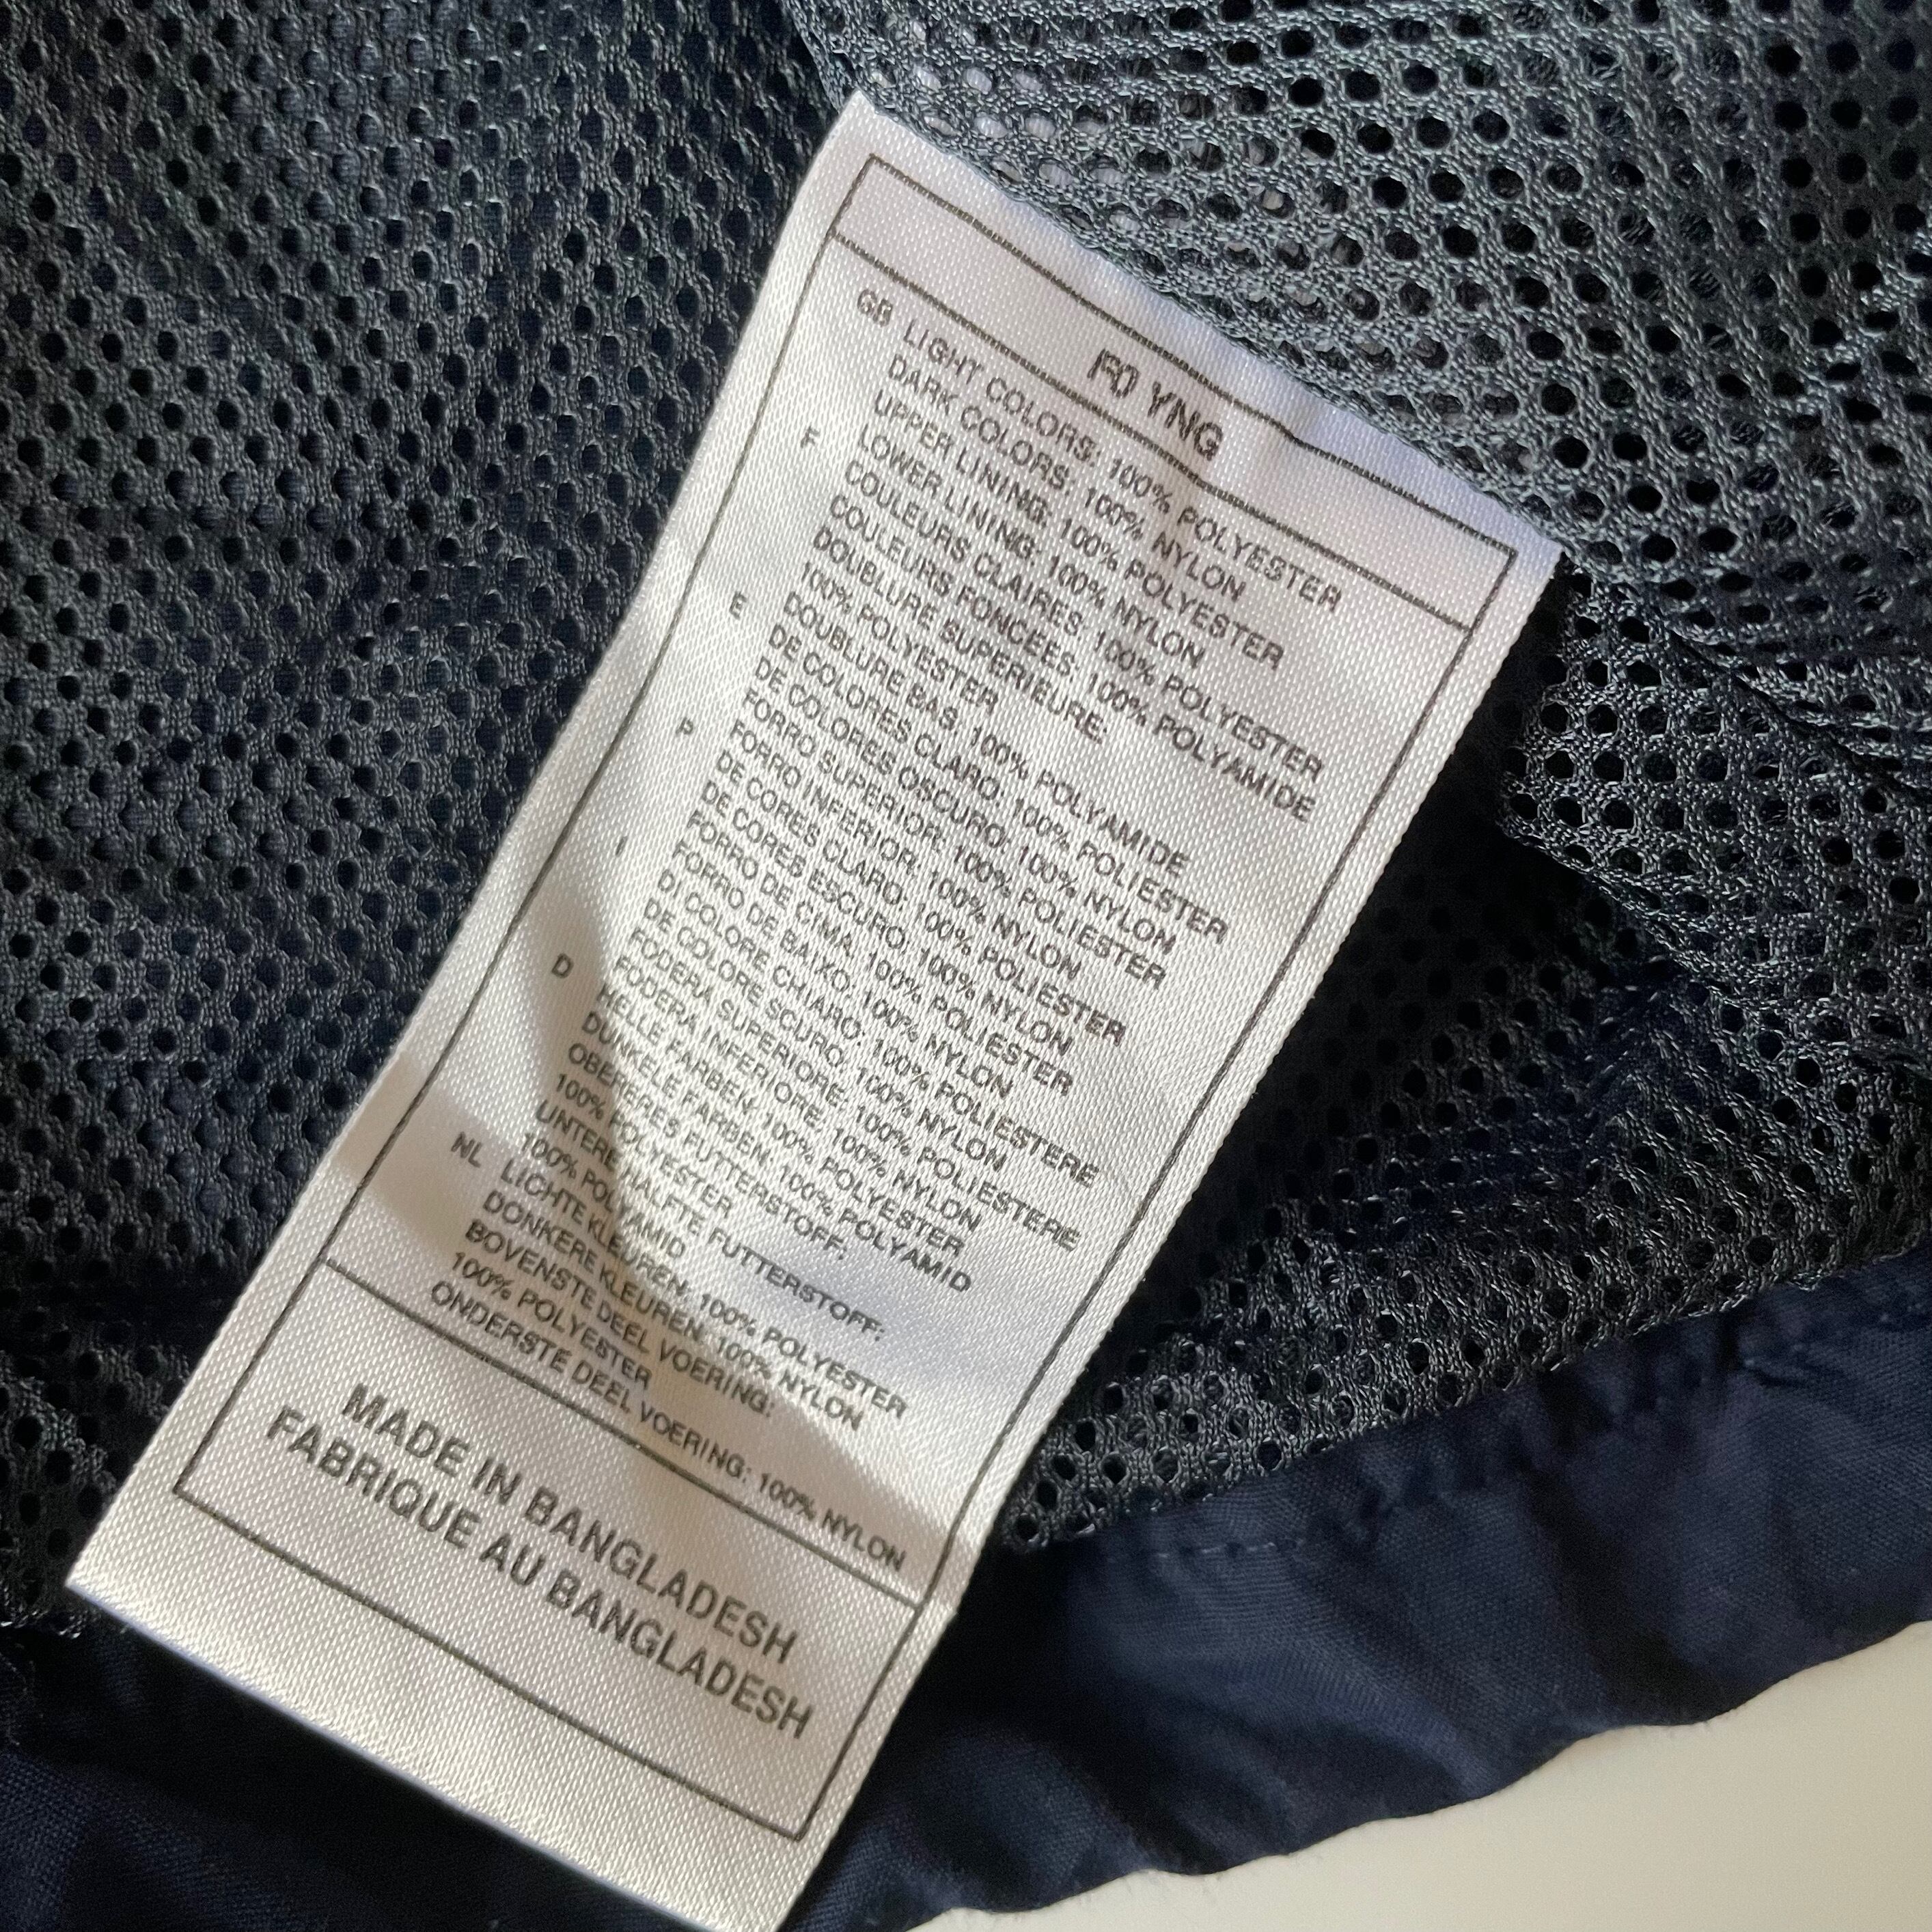 YNG
GB LIGHT COLORS: 100% POLYESTER
DARK COLORS: 100% NYLON
UPPER LINING: 100% POLYESTER
LOWER LINING: 100% NYLON
F COULEURS CLAIRES: 100% POLYESTER
COULEURS FONCEES: 100% POLYAMIDE
DOUBLURE SUPERIEURE:
100% POLYESTER
DOUBLURE BAS: 100% POLYAMIDE
E DE COLORES CLARO: 100% POLIESTER
DE COLORES OSCURO: 100% NYLON
FORRO SUPERIOR: 100% POLIESTER
FORRO INFERIOR: 100% NYLON
P DE CORES CLARO: 100% POLIESTER
DE CORES ESCURO: 100% NYLON
FORRO DE CIMA: 100% POLIESTER
FORRO DE BAIXO: 100% NYLON
I DI COLORE CHIARO: 100% POLIESTERE
DE COLORE SCURO: 100% NYLON
FODERA SUPERIORE: 100% POLIESTERE
FODERA INFERIORE: 100% NYLON
D HELLE FARBEN: 100% POLYESTER
DUNKELE FARBEN: 100% POLYAMID
OBERERES FUTTERSTOFF:
100% POLYESTER
UNTERE HALFTE FUTTERSTOFF:
100% POLYAMID
NL LICHTE KLEUREN: 100% POLYESTER
DONKERE KLEUREN: 100% NYLON
BOVENSTE DEEL VOERING:
100% POLYESTER
ONDERSTE DEEL VOERING: 100% NYLON
MADE IN BANGLADESH
FABRIQUE AU BANGLADESH